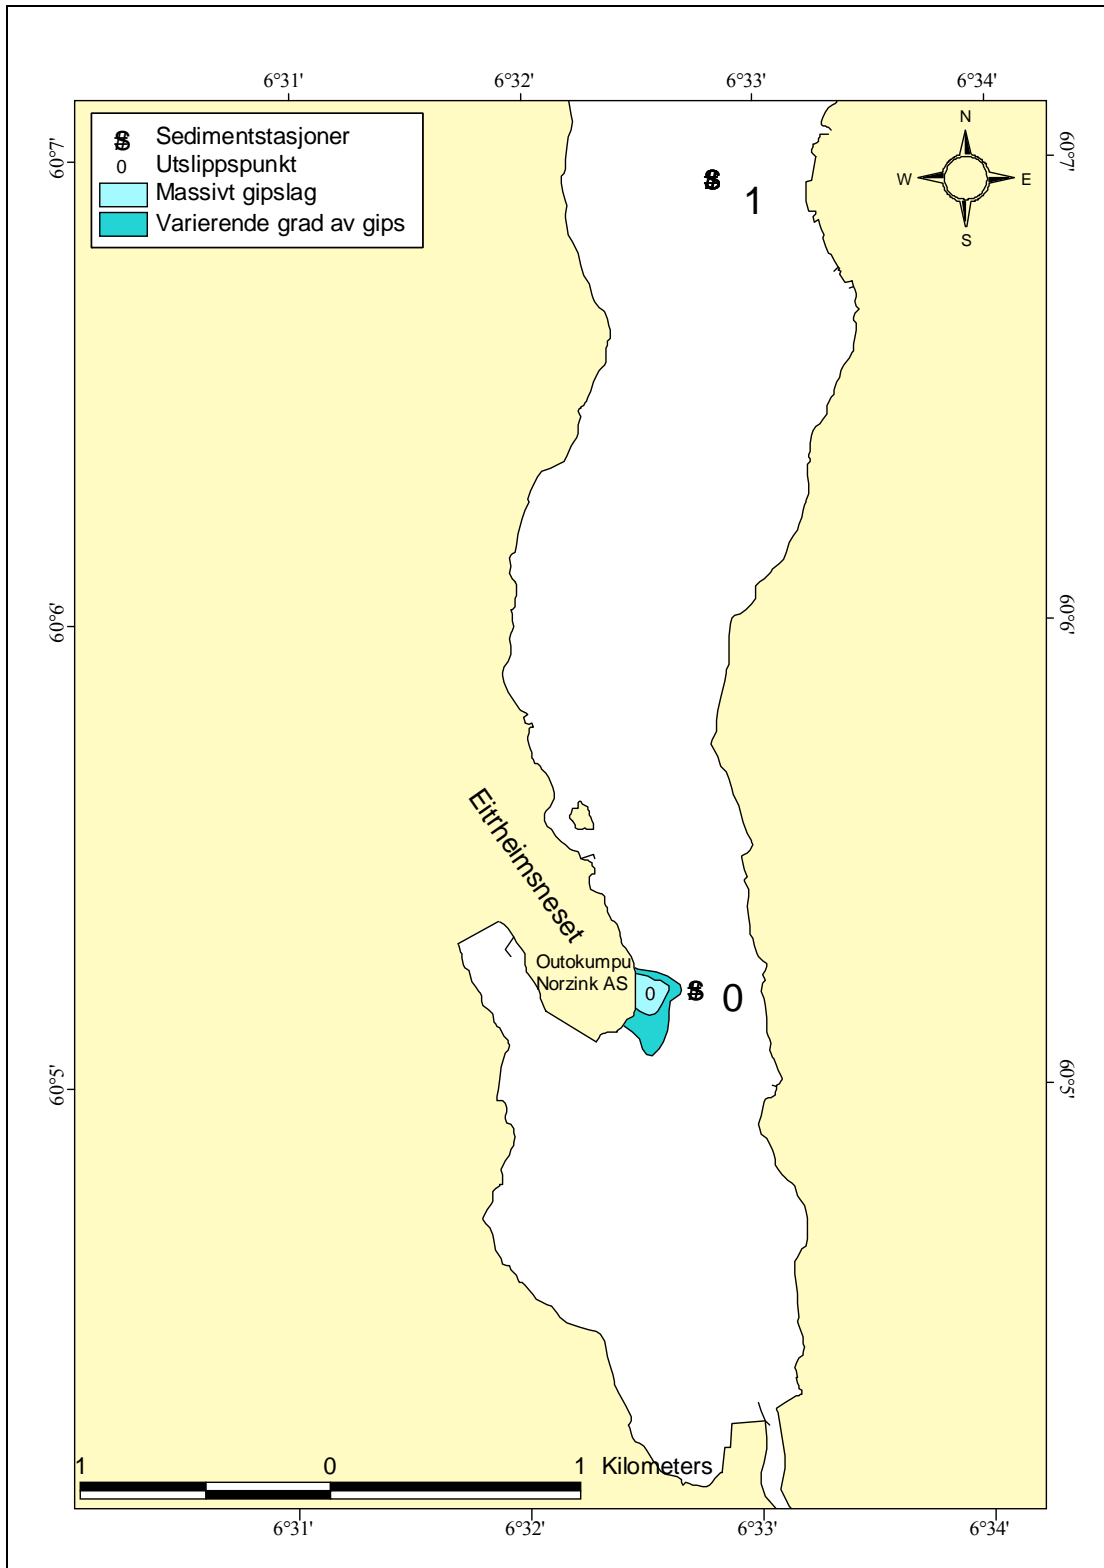 6°31' 6°32' 6°33' 6°34'
Sedimentstasjoner
0 Utslippspunkt
Massivt gipslag
Varierende grad av gips
N
W E
S
60°7' 60°7'
1
60°6' 60°6'
Eitrheimsneset
Outokumpu
Norzink AS
0
0
60°5' 60°5'
1 0 1 Kilometers
6°31' 6°32' 6°33' 6°34'